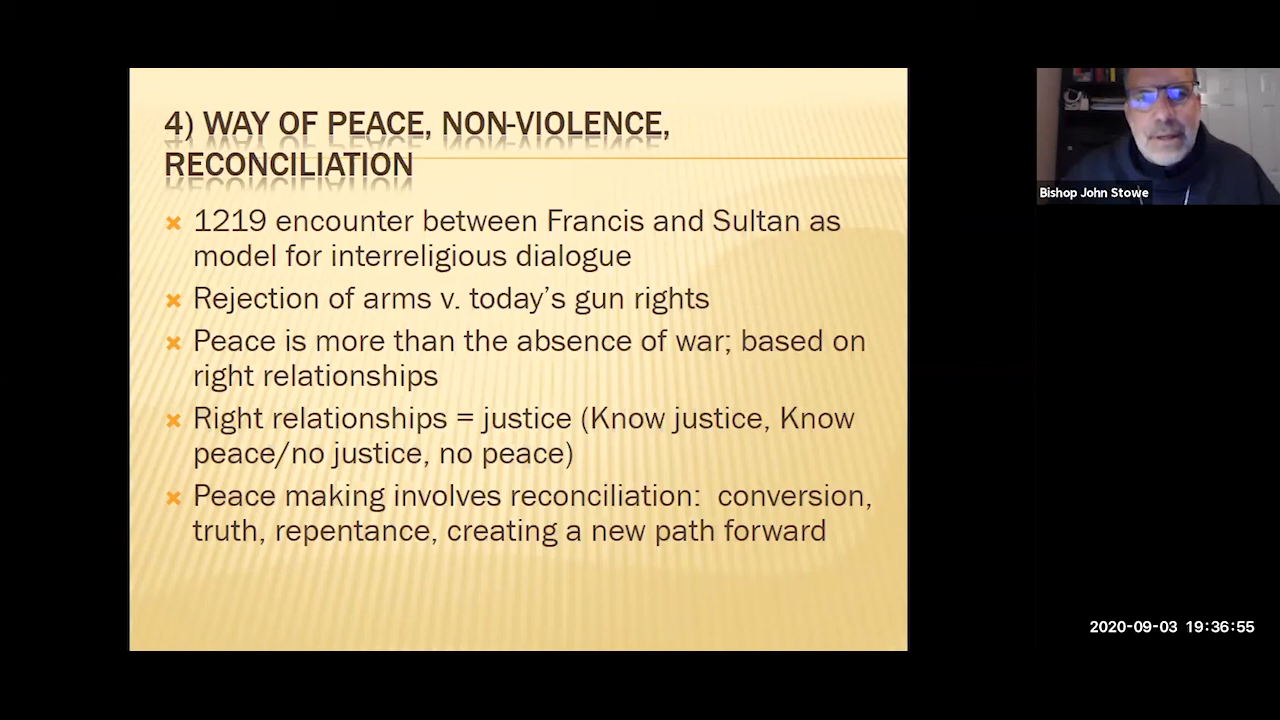 4) WAY OF PEACE, NON-VIOLENCE,
RECONCILIATION
1219 encounter between Francis and Sultan as
model for interreligious dialogue
Rejection of arms v. today's gun rights
Peace is more than the absence of war; based on
right relationships
Right relationships = justice (Know justice, Know
peace/no justice, no peace)
Peace making involves reconciliation:  conversion,
truth, repentance, creating a new path forward
Bishop John Stowe
2020-09-03 19:36:55